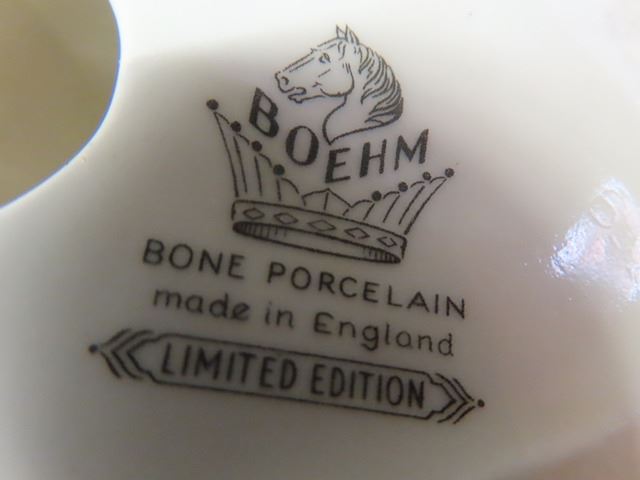 BOEHM
BONE PORCELAIN
made in England
LIMITED EDITION